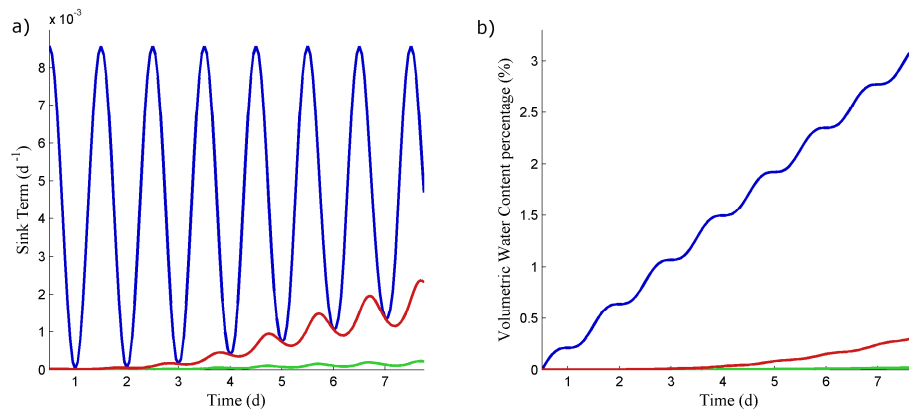 a)
x 10⁻³
8
7
6
5
4
3
2
1
0
Sink Term (d⁻¹)
1 2 3 4 5 6 7
Time (d)
b)
3
2.5
2
1.5
1
0.5
0
Volumetric Water Content percentage (%)
1 2 3 4 5 6 7
Time (d)